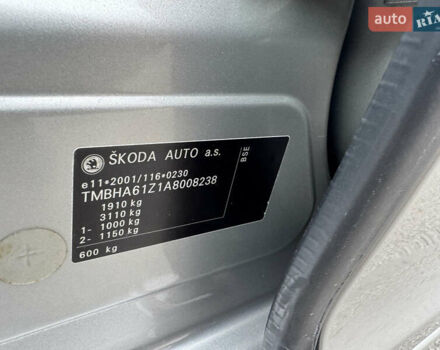 auto RIA
ŠKODA AUTO a.s.
BSE
e11*2001/116*0230
TMBHA61Z1A8008238
1910 kg
3110 kg
1- 1000 kg
2- 1150 kg
600 kg